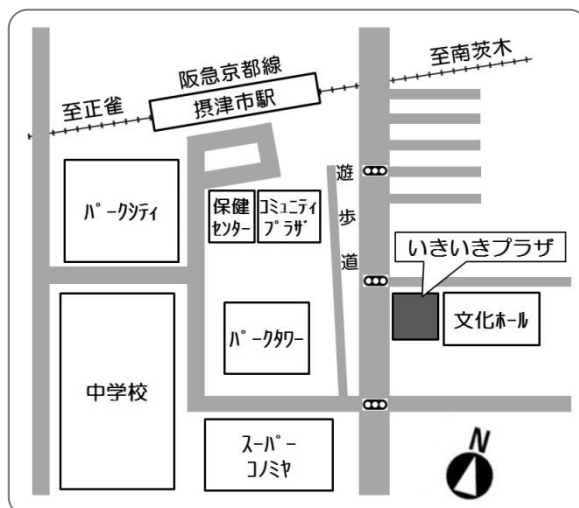 阪急京都線
至南茨木
摂津市駅
至正雀
パークシティ
保健
センター
コミュニティ
プラザ
遊歩道
いきいきプラザ
文化ホール
パークタワー
中学校
スーパー
コノミヤ
N